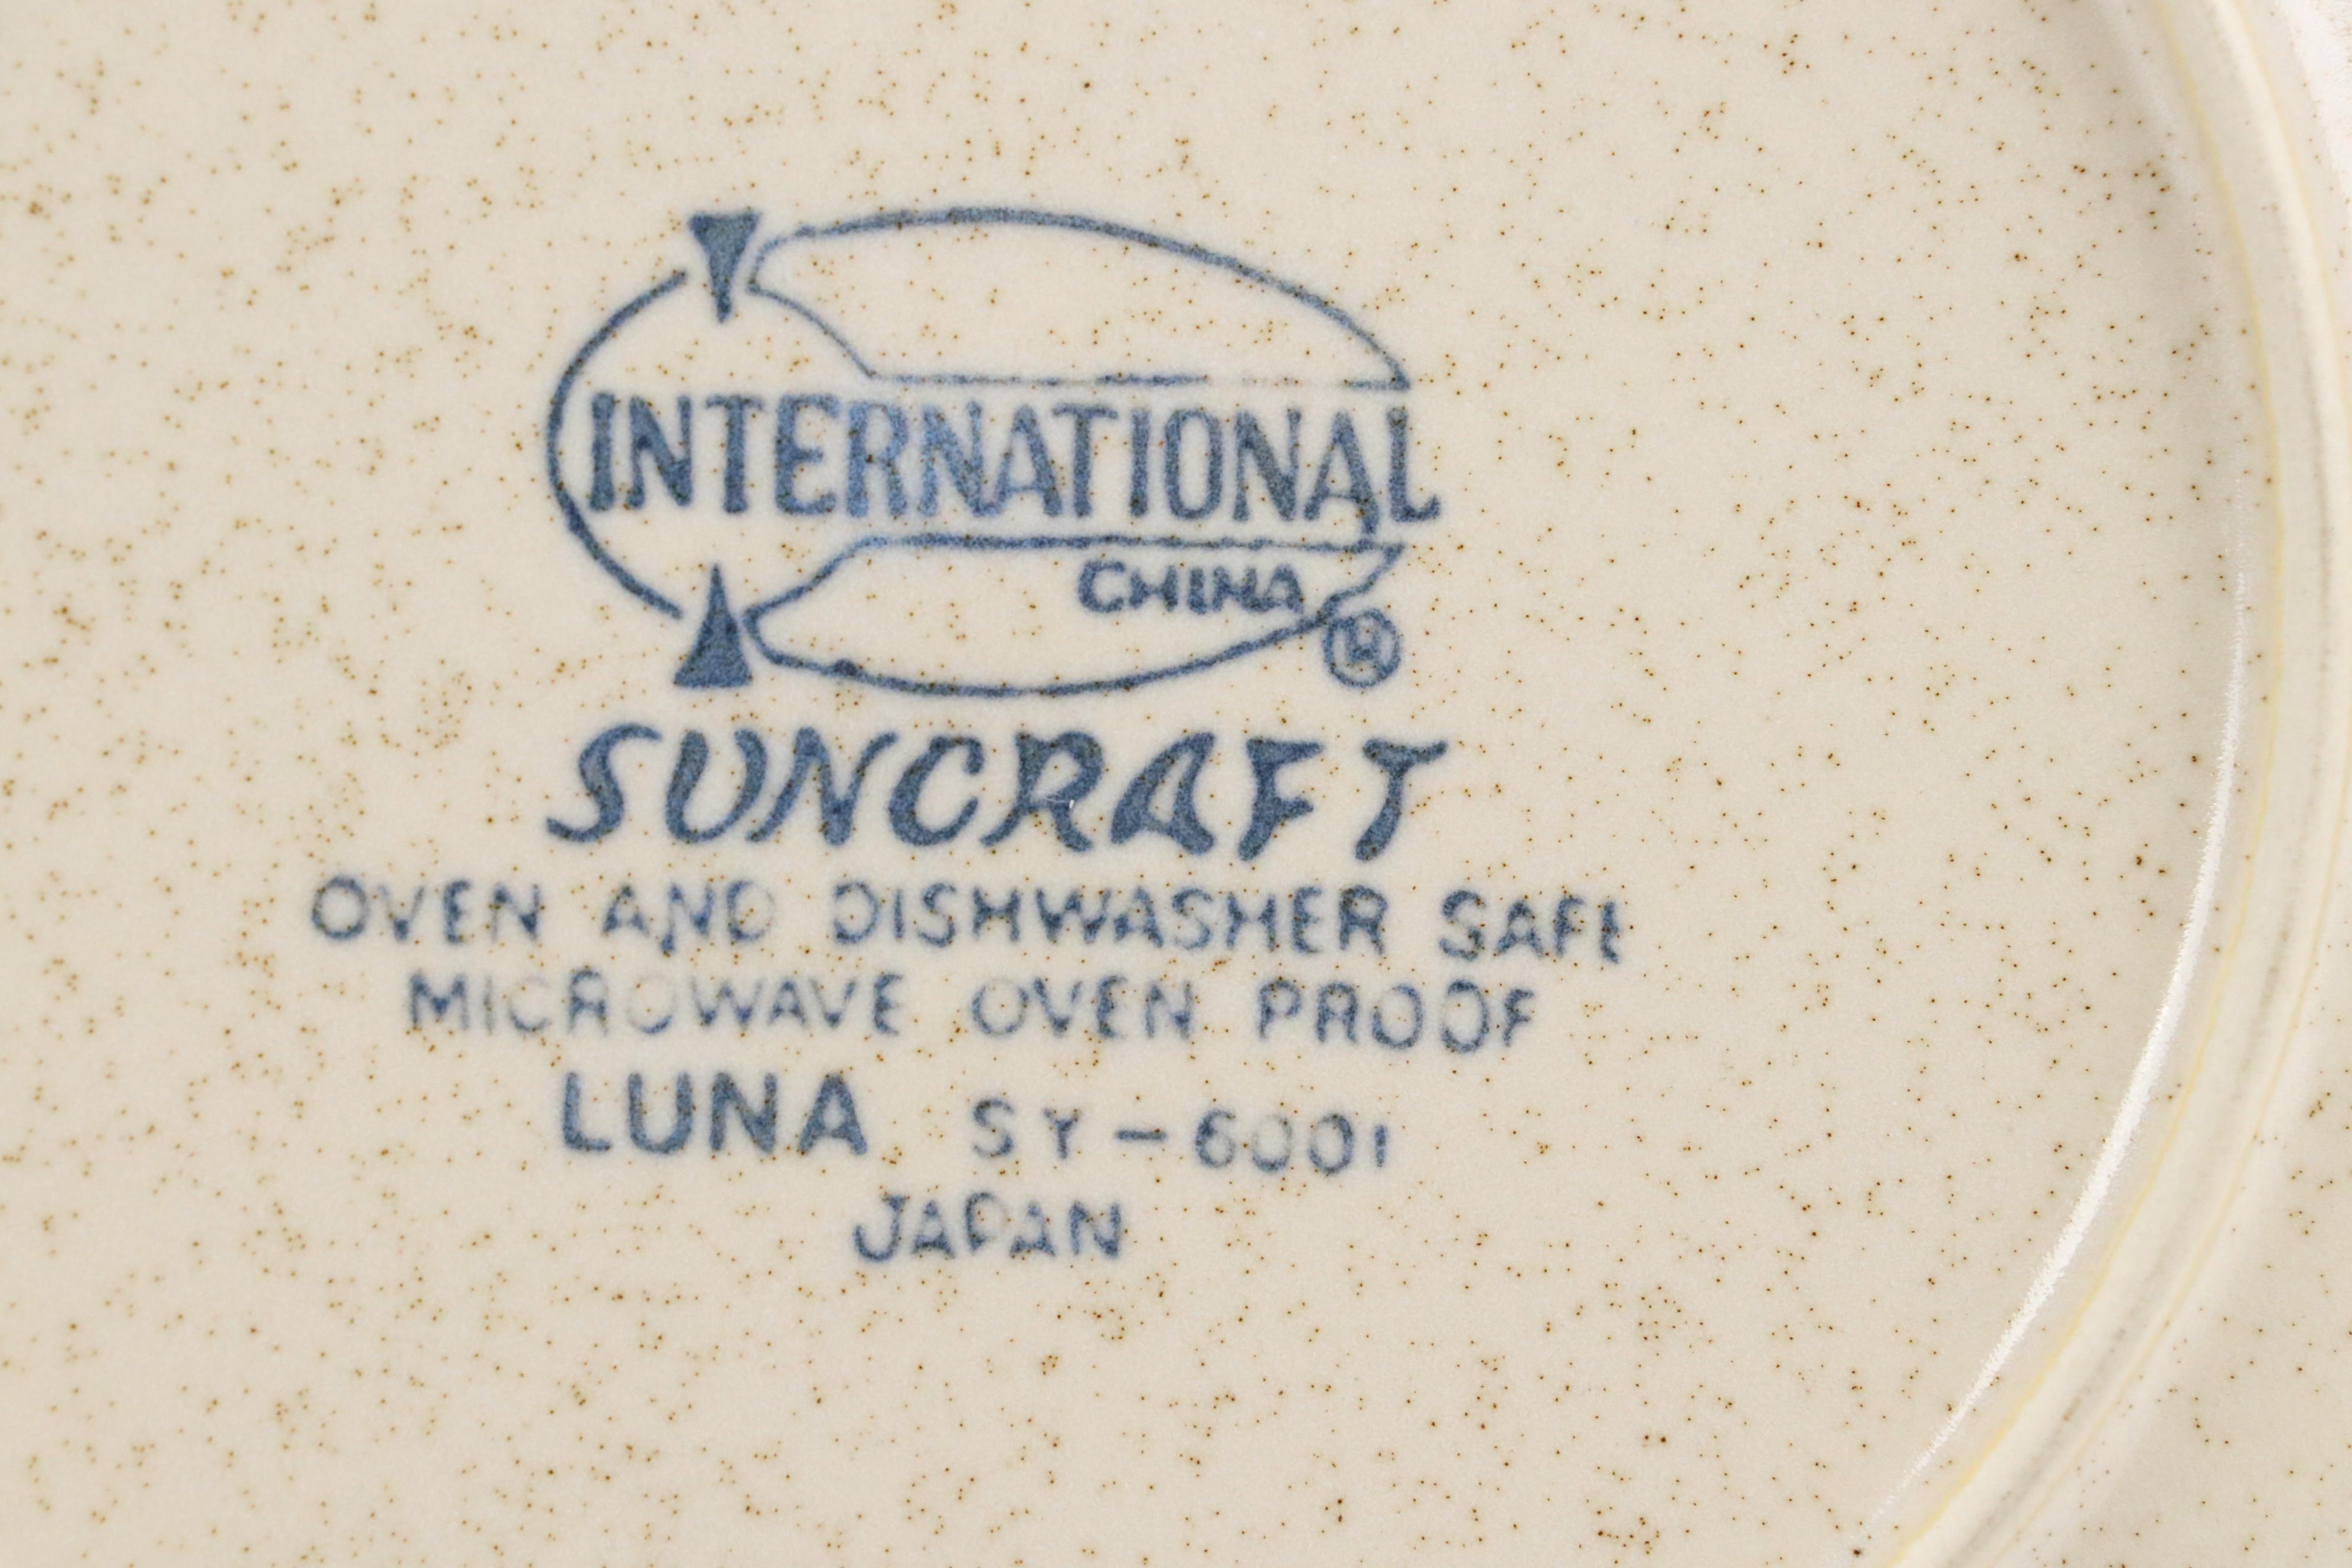 INTERNATIONAL
CHINA
®
SUNCRAFT
OVEN AND DISHWASHER SAFE
MICROWAVE OVEN PROOF
LUNA SY-6001
JAPAN